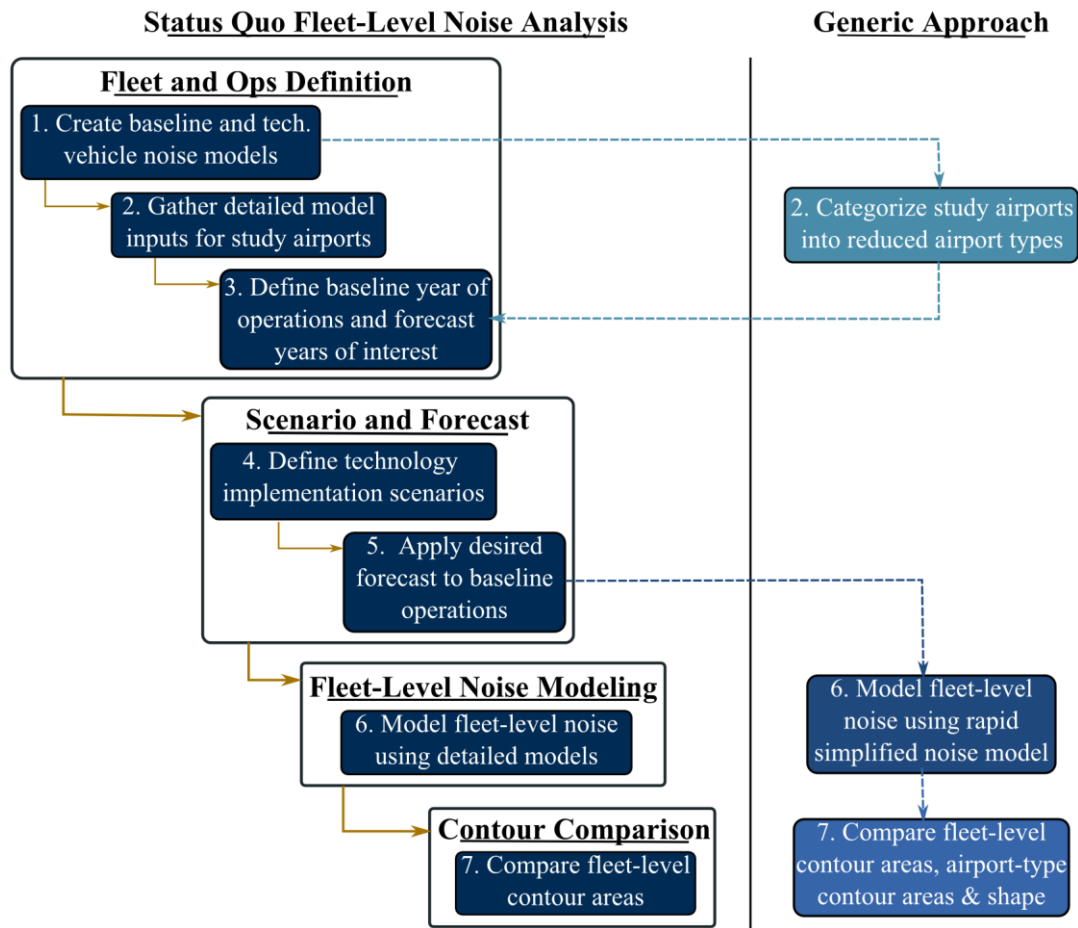 Status Quo Fleet-Level Noise Analysis
Generic Approach
Fleet and Ops Definition
1. Create baseline and tech.
vehicle noise models
2. Gather detailed model
inputs for study airports
2. Categorize study airports
into reduced airport types
3. Define baseline year of
operations and forecast
years of interest
Scenario and Forecast
4. Define technology
implementation scenarios
5. Apply desired
forecast to baseline
operations
Fleet-Level Noise Modeling
6. Model fleet-level noise
using detailed models
6. Model fleet-level
noise using rapid
simplified noise model
Contour Comparison
7. Compare fleet-level
contour areas
7. Compare fleet-level
contour areas, airport-type
contour areas & shape